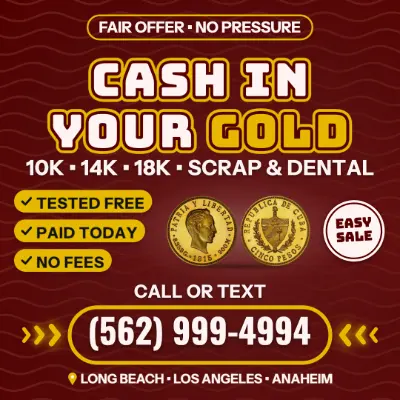 FAIR OFFER • NO PRESSURE
CASH IN
YOUR GOLD
10K • 14K • 18K • SCRAP & DENTAL
✓ TESTED FREE
✓ PAID TODAY
✓ NO FEES
PATRIA Y LIBERTAD
1915
REPUBLICA DE CUBA
CINCO PESOS
EASY
SALE
CALL OR TEXT
(562) 999-4994
LONG BEACH • LOS ANGELES • ANAHEIM